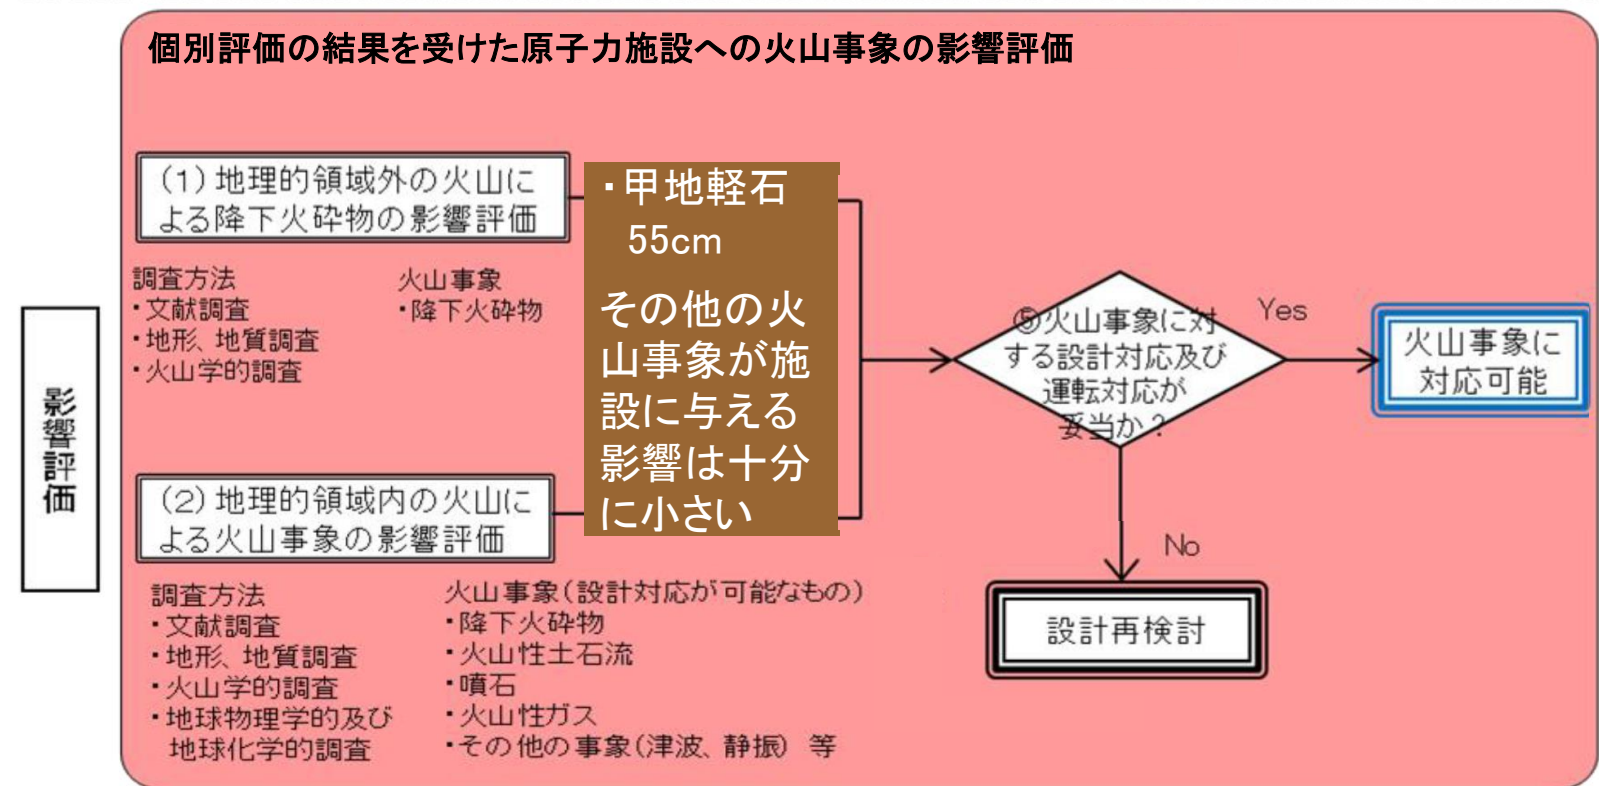 個別評価の結果を受けた原子力施設への火山事象の影響評価
影響評価
(1)地理的領域外の火山に
よる降下火砕物の影響評価
調査方法
・文献調査
・地形、地質調査
・火山学的調査
火山事象
・降下火砕物
(2)地理的領域内の火山に
よる火山事象の影響評価
調査方法
・文献調査
・地形、地質調査
・火山学的調査
・地球物理学的及び
地球化学的調査
火山事象(設計対応が可能なもの)
・降下火砕物
・火山性土石流
・噴石
・火山性ガス
・その他の事象(津波、静振) 等
・甲地軽石
55cm
その他の火
山事象が施
設に与える
影響は十分
に小さい
⑤火山事象に対
する設計対応及び
運転対応が
妥当か?
Yes
火山事象に
対応可能
No
設計再検討